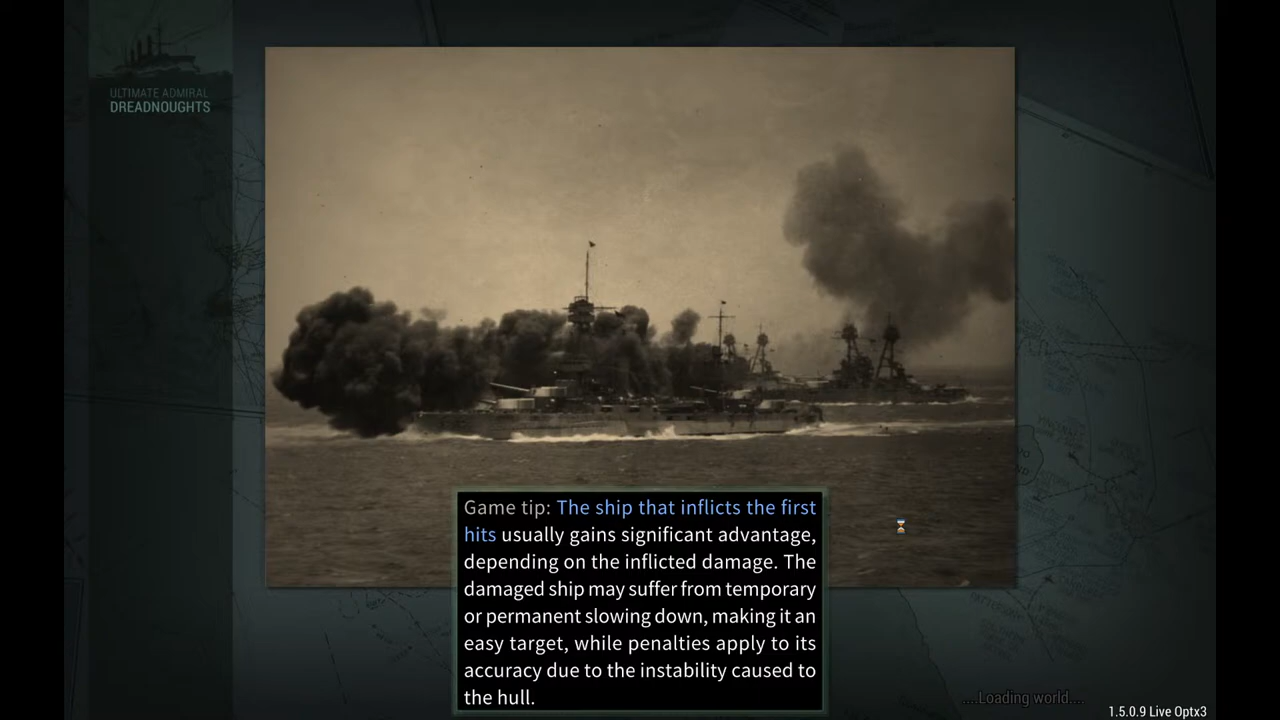 ULTIMATE ADMIRAL
DREADNOUGHTS
Game tip: The ship that inflicts the first
hits usually gains significant advantage,
depending on the inflicted damage. The
damaged ship may suffer from temporary
or permanent slowing down, making it an
easy target, while penalties apply to its
accuracy due to the instability caused to
the hull.
....Loading world....
1.5.0.9 Live Optx3